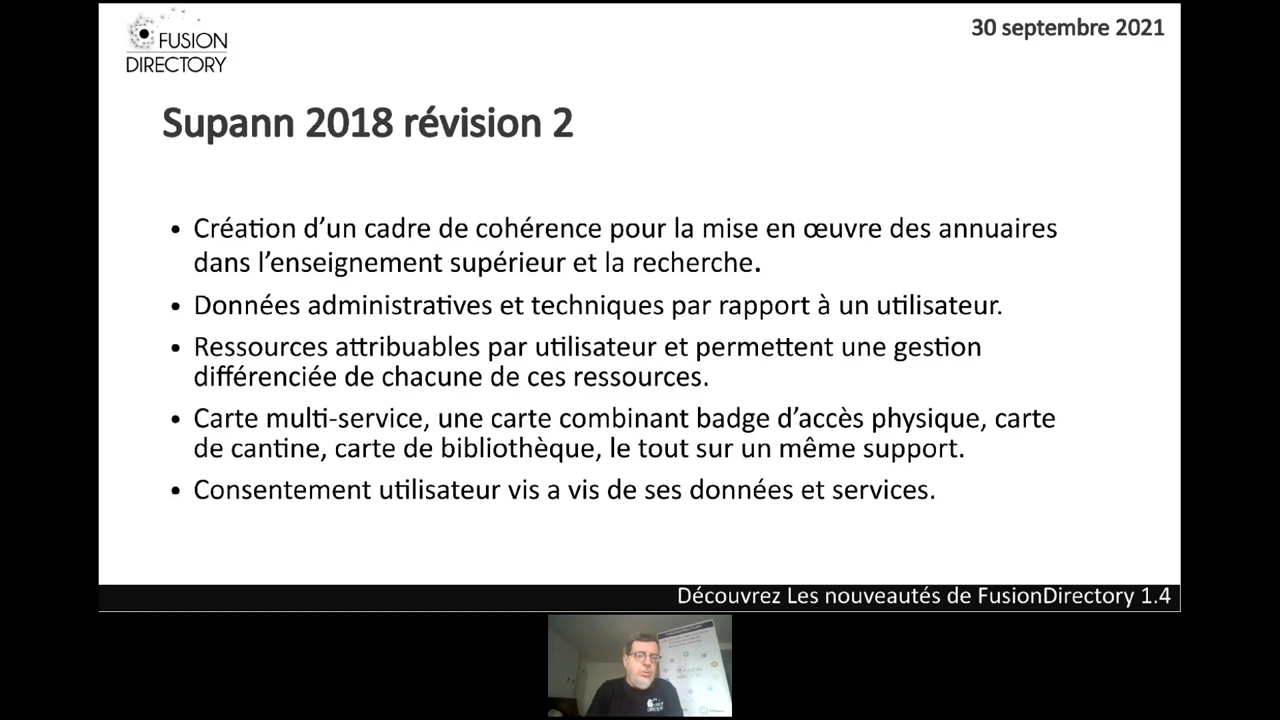 FUSION
DIRECTORY
30 septembre 2021
Supann 2018 révision 2
• Création d’un cadre de cohérence pour la mise en œuvre des annuaires
dans l’enseignement supérieur et la recherche.
• Données administratives et techniques par rapport à un utilisateur.
• Ressources attribuables par utilisateur et permettent une gestion
différenciée de chacune de ces ressources.
• Carte multi-service, une carte combinant badge d’accès physique, carte
de cantine, carte de bibliothèque, le tout sur un même support.
• Consentement utilisateur vis a vis de ses données et services.
Découvrez Les nouveautés de FusionDirectory 1.4
FUSION
DIRECTORY